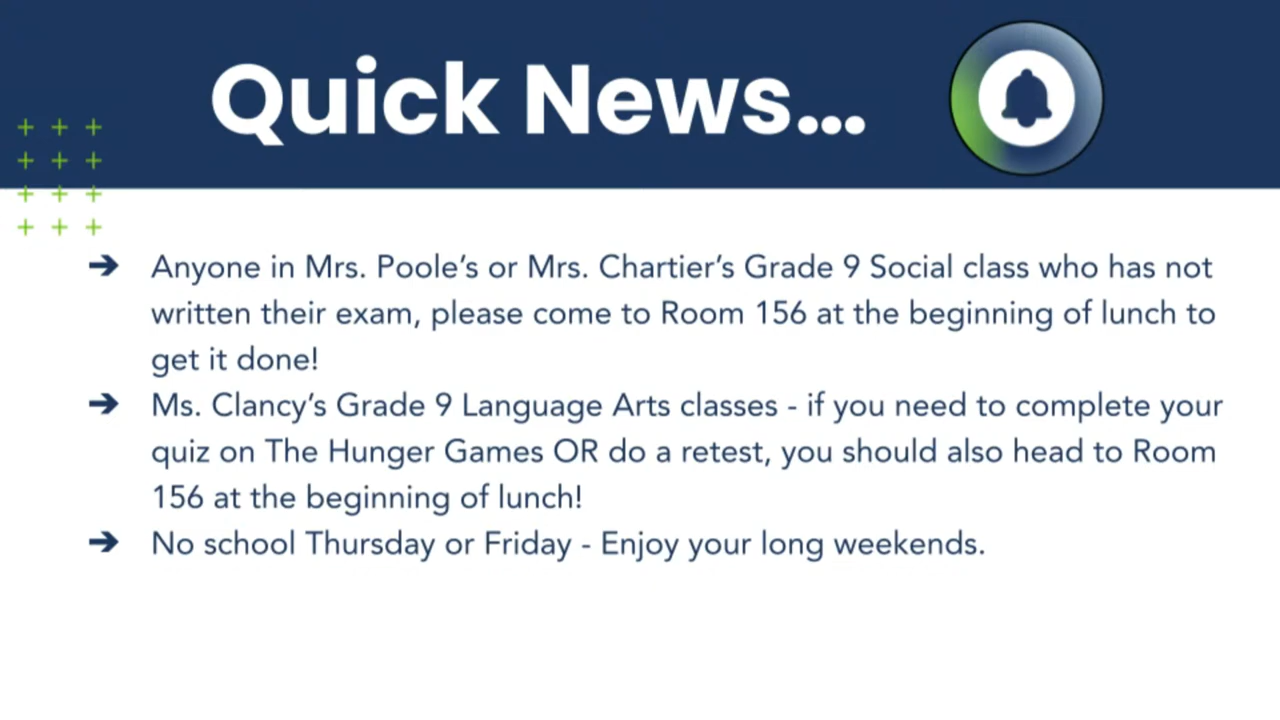 Quick News...
➔ Anyone in Mrs. Poole’s or Mrs. Chartier’s Grade 9 Social class who has not
written their exam, please come to Room 156 at the beginning of lunch to
get it done!
➔ Ms. Clancy’s Grade 9 Language Arts classes - if you need to complete your
quiz on The Hunger Games OR do a retest, you should also head to Room
156 at the beginning of lunch!
➔ No school Thursday or Friday - Enjoy your long weekends.